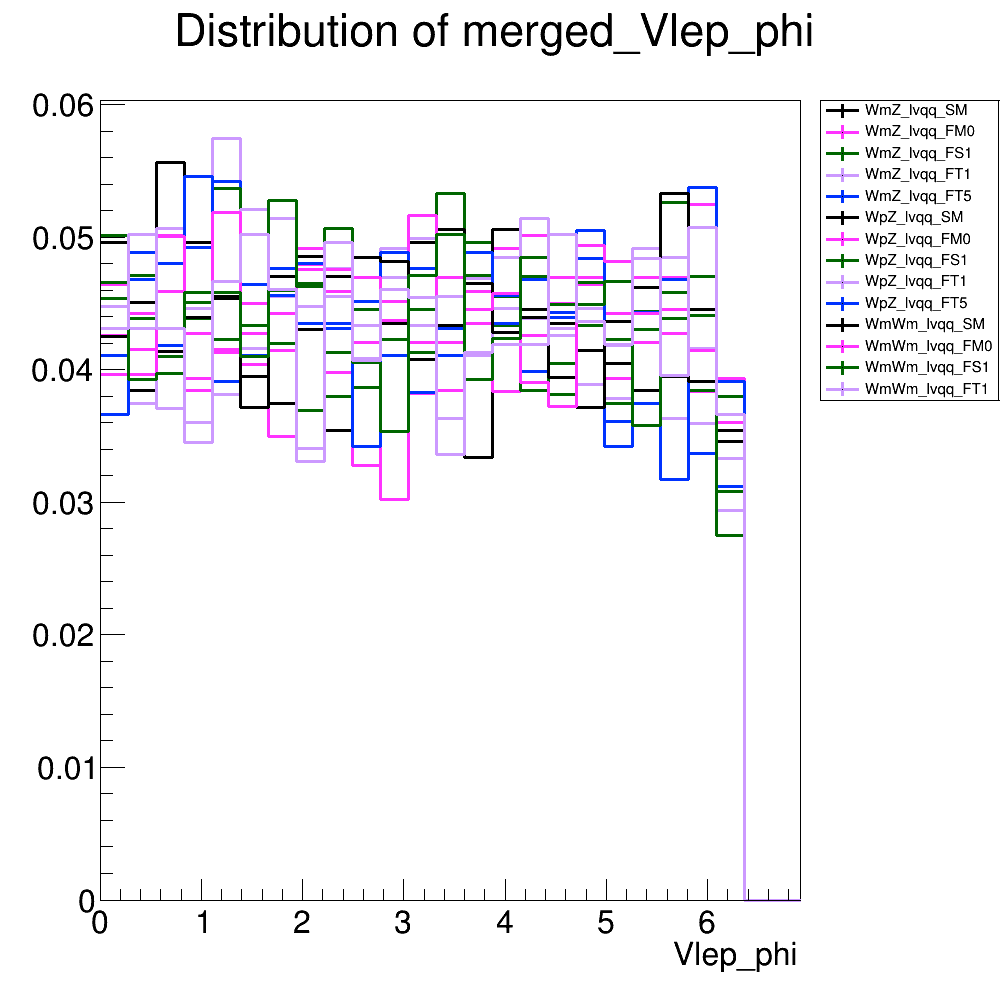 Distribution of merged_Vlep_phi
0.06
0.05
0.04
0.03
0.02
0.01
0
0 1 2 3 4 5 6
Vlep_phi
WmZ_lvqq_SM
WmZ_lvqq_FM0
WmZ_lvqq_FS1
WmZ_lvqq_FT1
WmZ_lvqq_FT5
WpZ_lvqq_SM
WpZ_lvqq_FM0
WpZ_lvqq_FS1
WpZ_lvqq_FT1
WpZ_lvqq_FT5
WmWm_lvqq_SM
WmWm_lvqq_FM0
WmWm_lvqq_FS1
WmWm_lvqq_FT1